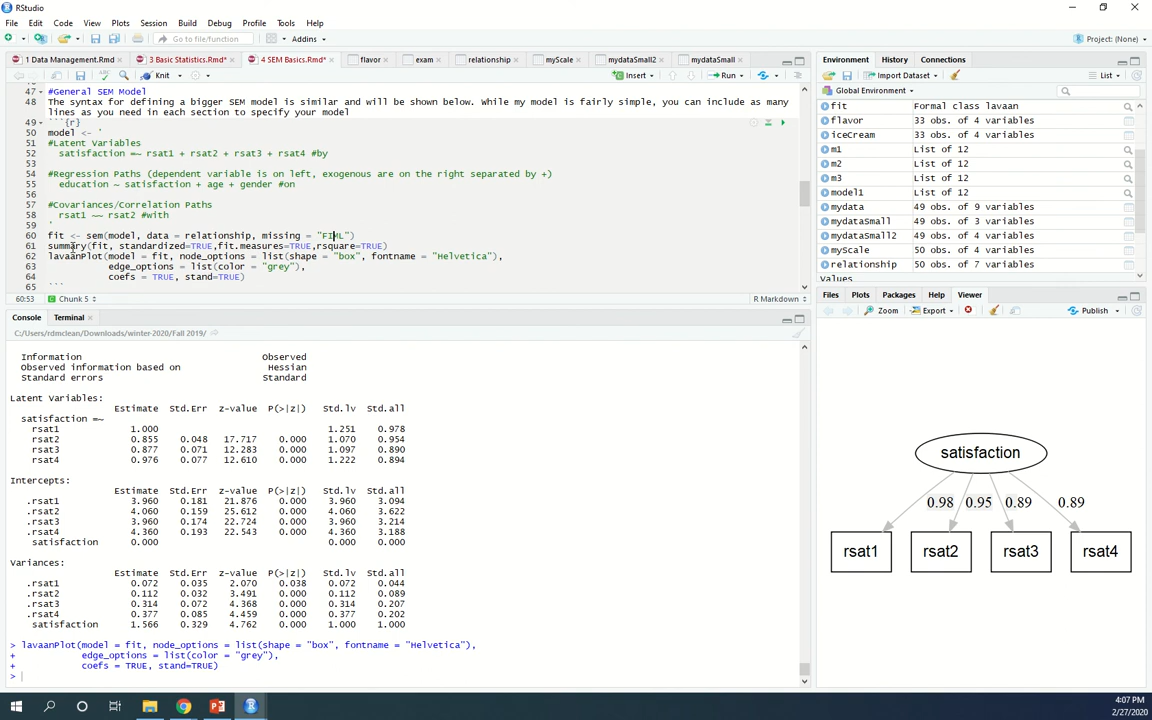 RStudio
File Edit Code View Plots Session Build Debug Profile Tools Help
Go to file/function Addins Project: (None)
1 Data Management.Rmd 3 Basic Statistics.Rmd* 4 SEM Basics.Rmd* flavor exam relationship myScale mydataSmall2 mydataSmall
Knit Insert Run
47 #General SEM Model
48 The syntax for defining a bigger SEM model is similar and will be shown below. While my model is fairly simple, you can include as many
lines as you need in each section to specify your model
49 ```{r}
50 model <- '
51 #Latent Variables
52 satisfaction =~ rsat1 + rsat2 + rsat3 + rsat4 #by
53
54 #Regression Paths (dependent variable is on left, exogenous are on the right separated by +)
55 education ~ satisfaction + age + gender #on
56
57 #Covariances/Correlation Paths
58 rsat1 ~~ rsat2 #with
59 '
60 fit <- sem(model, data = relationship, missing = "FIML")
61 summary(fit, standardized=TRUE,fit.measures=TRUE,rsquare=TRUE)
62 lavaanPlot(model = fit, node_options = list(shape = "box", fontname = "Helvetica"),
63 edge_options = list(color = "grey"),
64 coefs = TRUE, stand=TRUE)
65 ```
60:53 Chunk 5 R Markdown
Console Terminal
C:/Users/rdmclean/Downloads/winter-2020/Fall 2019/
Information Observed
Observed information based on Hessian
Standard errors Standard
Latent Variables:
Estimate Std.Err z-value P(>|z|) Std.lv Std.all
satisfaction =~
rsat1 1.000 1.251 0.978
rsat2 0.855 0.048 17.717 0.000 1.070 0.954
rsat3 0.877 0.071 12.283 0.000 1.097 0.890
rsat4 0.976 0.077 12.610 0.000 1.222 0.894
Intercepts:
Estimate Std.Err z-value P(>|z|) Std.lv Std.all
.rsat1 3.960 0.181 21.876 0.000 3.960 3.094
.rsat2 4.060 0.159 25.612 0.000 4.060 3.622
.rsat3 3.960 0.174 22.724 0.000 3.960 3.214
.rsat4 4.360 0.193 22.543 0.000 4.360 3.188
satisfaction 0.000 0.000 0.000
Variances:
Estimate Std.Err z-value P(>|z|) Std.lv Std.all
.rsat1 0.072 0.035 2.070 0.038 0.072 0.044
.rsat2 0.112 0.032 3.491 0.000 0.112 0.089
.rsat3 0.314 0.072 4.368 0.000 0.314 0.207
.rsat4 0.377 0.085 4.459 0.000 0.377 0.202
satisfaction 1.566 0.329 4.762 0.000 1.000 1.000
> lavaanPlot(model = fit, node_options = list(shape = "box", fontname = "Helvetica"),
+ edge_options = list(color = "grey"),
+ coefs = TRUE, stand=TRUE)
>
Environment History Connections
Import Dataset List
Global Environment
fit Formal class lavaan
flavor 33 obs. of 4 variables
iceCream 33 obs. of 4 variables
m1 List of 12
m2 List of 12
m3 List of 12
model1 List of 12
mydata 49 obs. of 9 variables
mydataSmall 49 obs. of 3 variables
mydataSmall2 49 obs. of 4 variables
myScale 50 obs. of 4 variables
relationship 50 obs. of 7 variables
values
Files Plots Packages Help Viewer
Zoom Export Publish
satisfaction
0.98 0.95 0.89 0.89
rsat1 rsat2 rsat3 rsat4
4:07 PM
2/27/2020